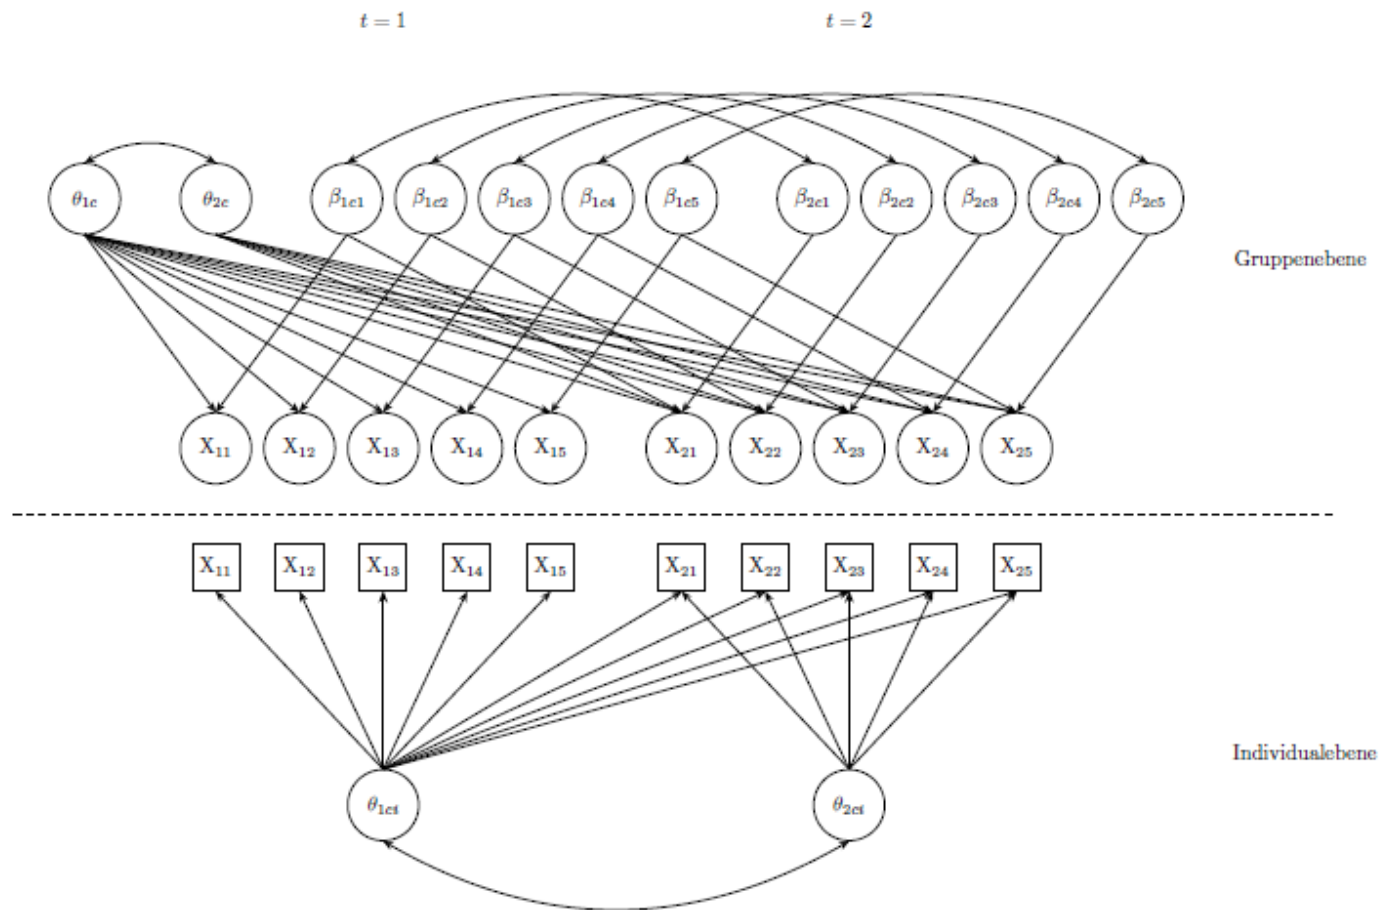 t = 1 t = 2
θ₁c θ₂c β₁c₁ β₁c₂ β₁c₃ β₁c₄ β₁c₅ β₂c₁ β₂c₂ β₂c₃ β₂c₄ β₂c₅
Gruppenebene
X₁₁ X₁₂ X₁₃ X₁₄ X₁₅ X₂₁ X₂₂ X₂₃ X₂₄ X₂₅
X₁₁ X₁₂ X₁₃ X₁₄ X₁₅ X₂₁ X₂₂ X₂₃ X₂₄ X₂₅
Individualebene
θ₁cᵢ θ₂cᵢ